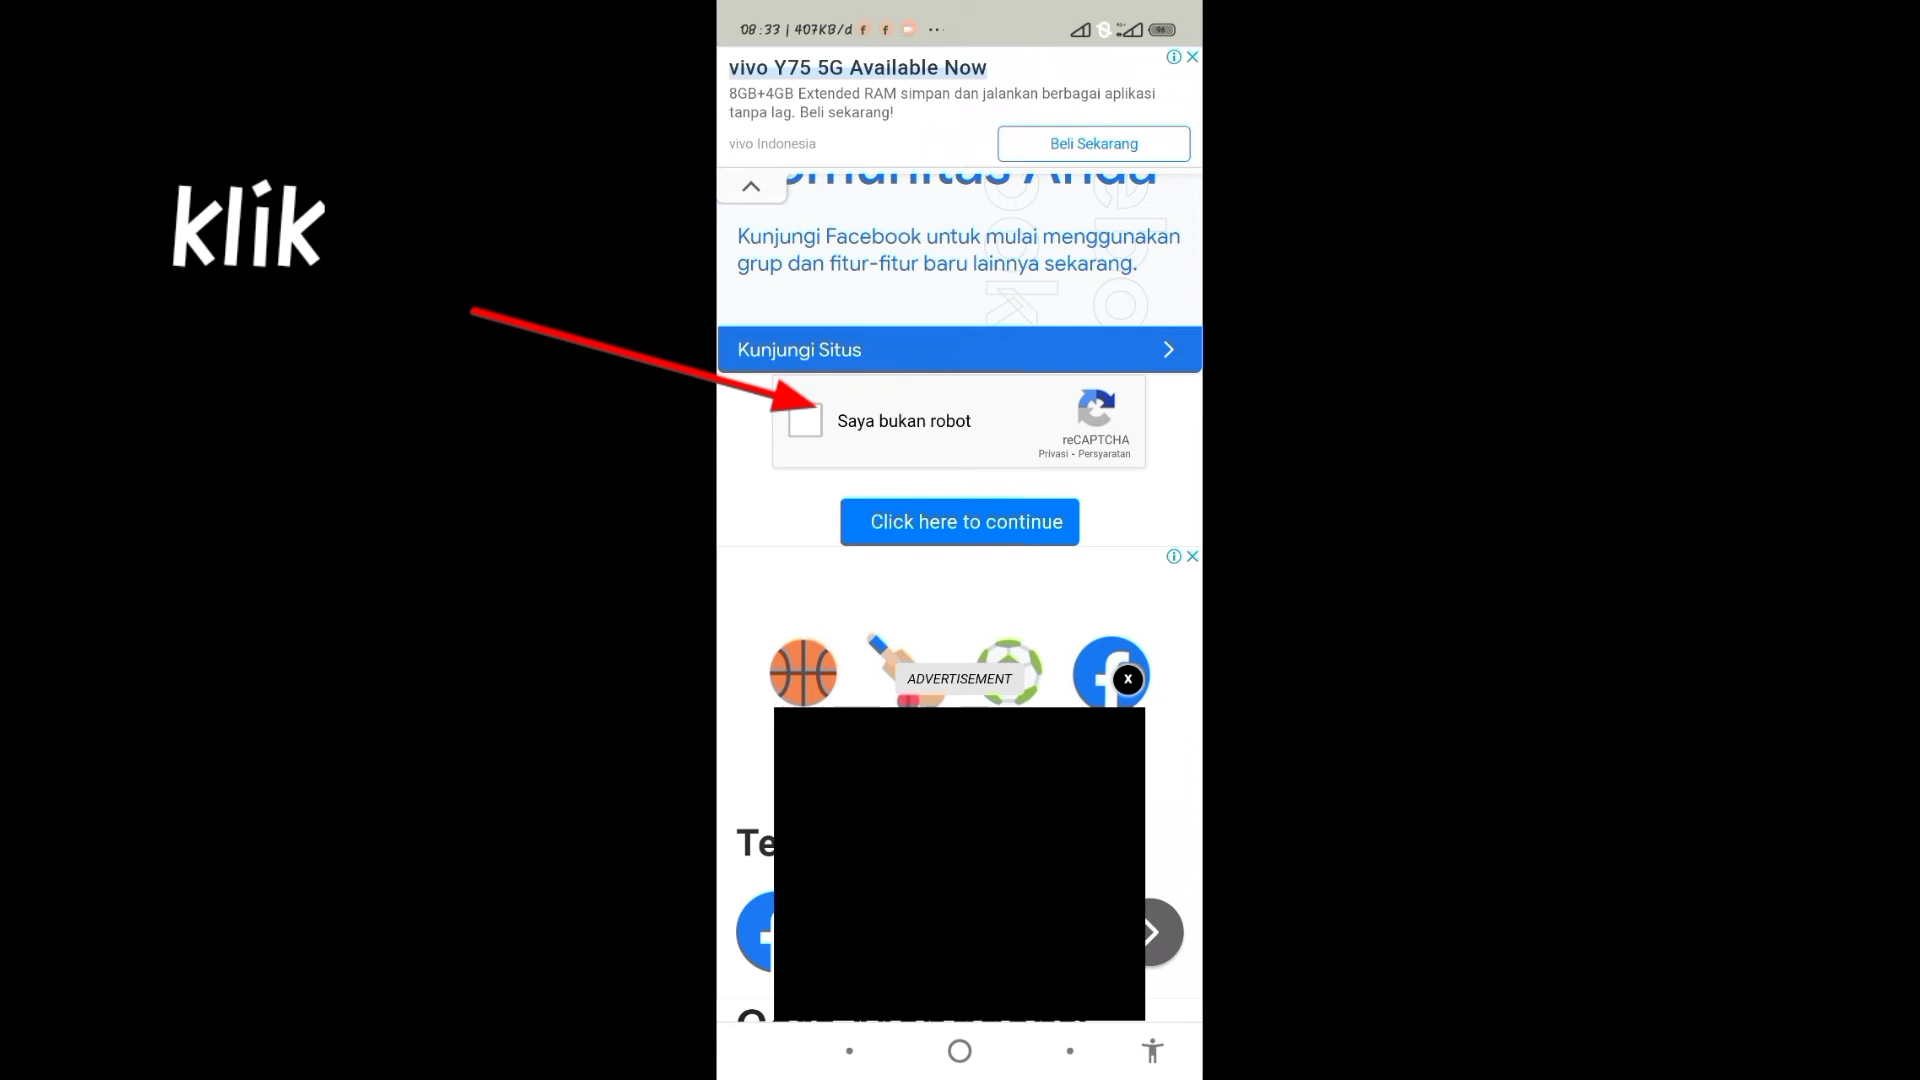 08:33 | 407KB/d
96
vivo Y75 5G Available Now
8GB+4GB Extended RAM simpan dan jalankan berbagai aplikasi
tanpa lag. Beli sekarang!
vivo Indonesia
Beli Sekarang
klik
Kunjungi Facebook untuk mulai menggunakan
grup dan fitur-fitur baru lainnya sekarang.
Kunjungi Situs
Saya bukan robot
reCAPTCHA
Privasi - Persyaratan
Click here to continue
ADVERTISEMENT
X
Te